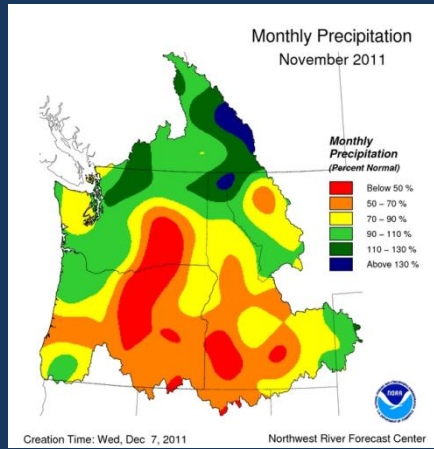 Monthly Precipitation
November 2011
Monthly
Precipitation
(Percent Normal)
Below 50 %
50 - 70 %
70 - 90 %
90 - 110 %
110 - 130 %
Above 130 %
NOAA
Creation Time: Wed, Dec 7, 2011
Northwest River Forecast Center